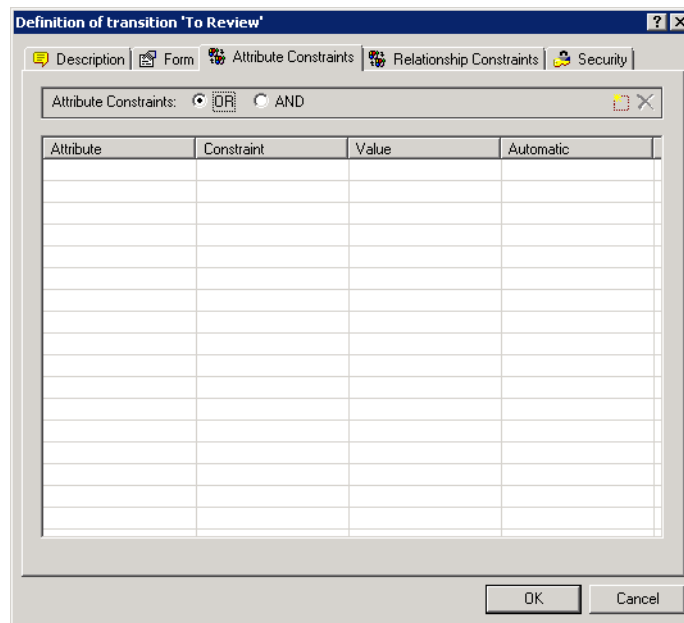 Definition of transition 'To Review'
Description Form Attribute Constraints Relationship Constraints Security
Attribute Constraints: OR AND
Attribute Constraint Value Automatic
OK Cancel